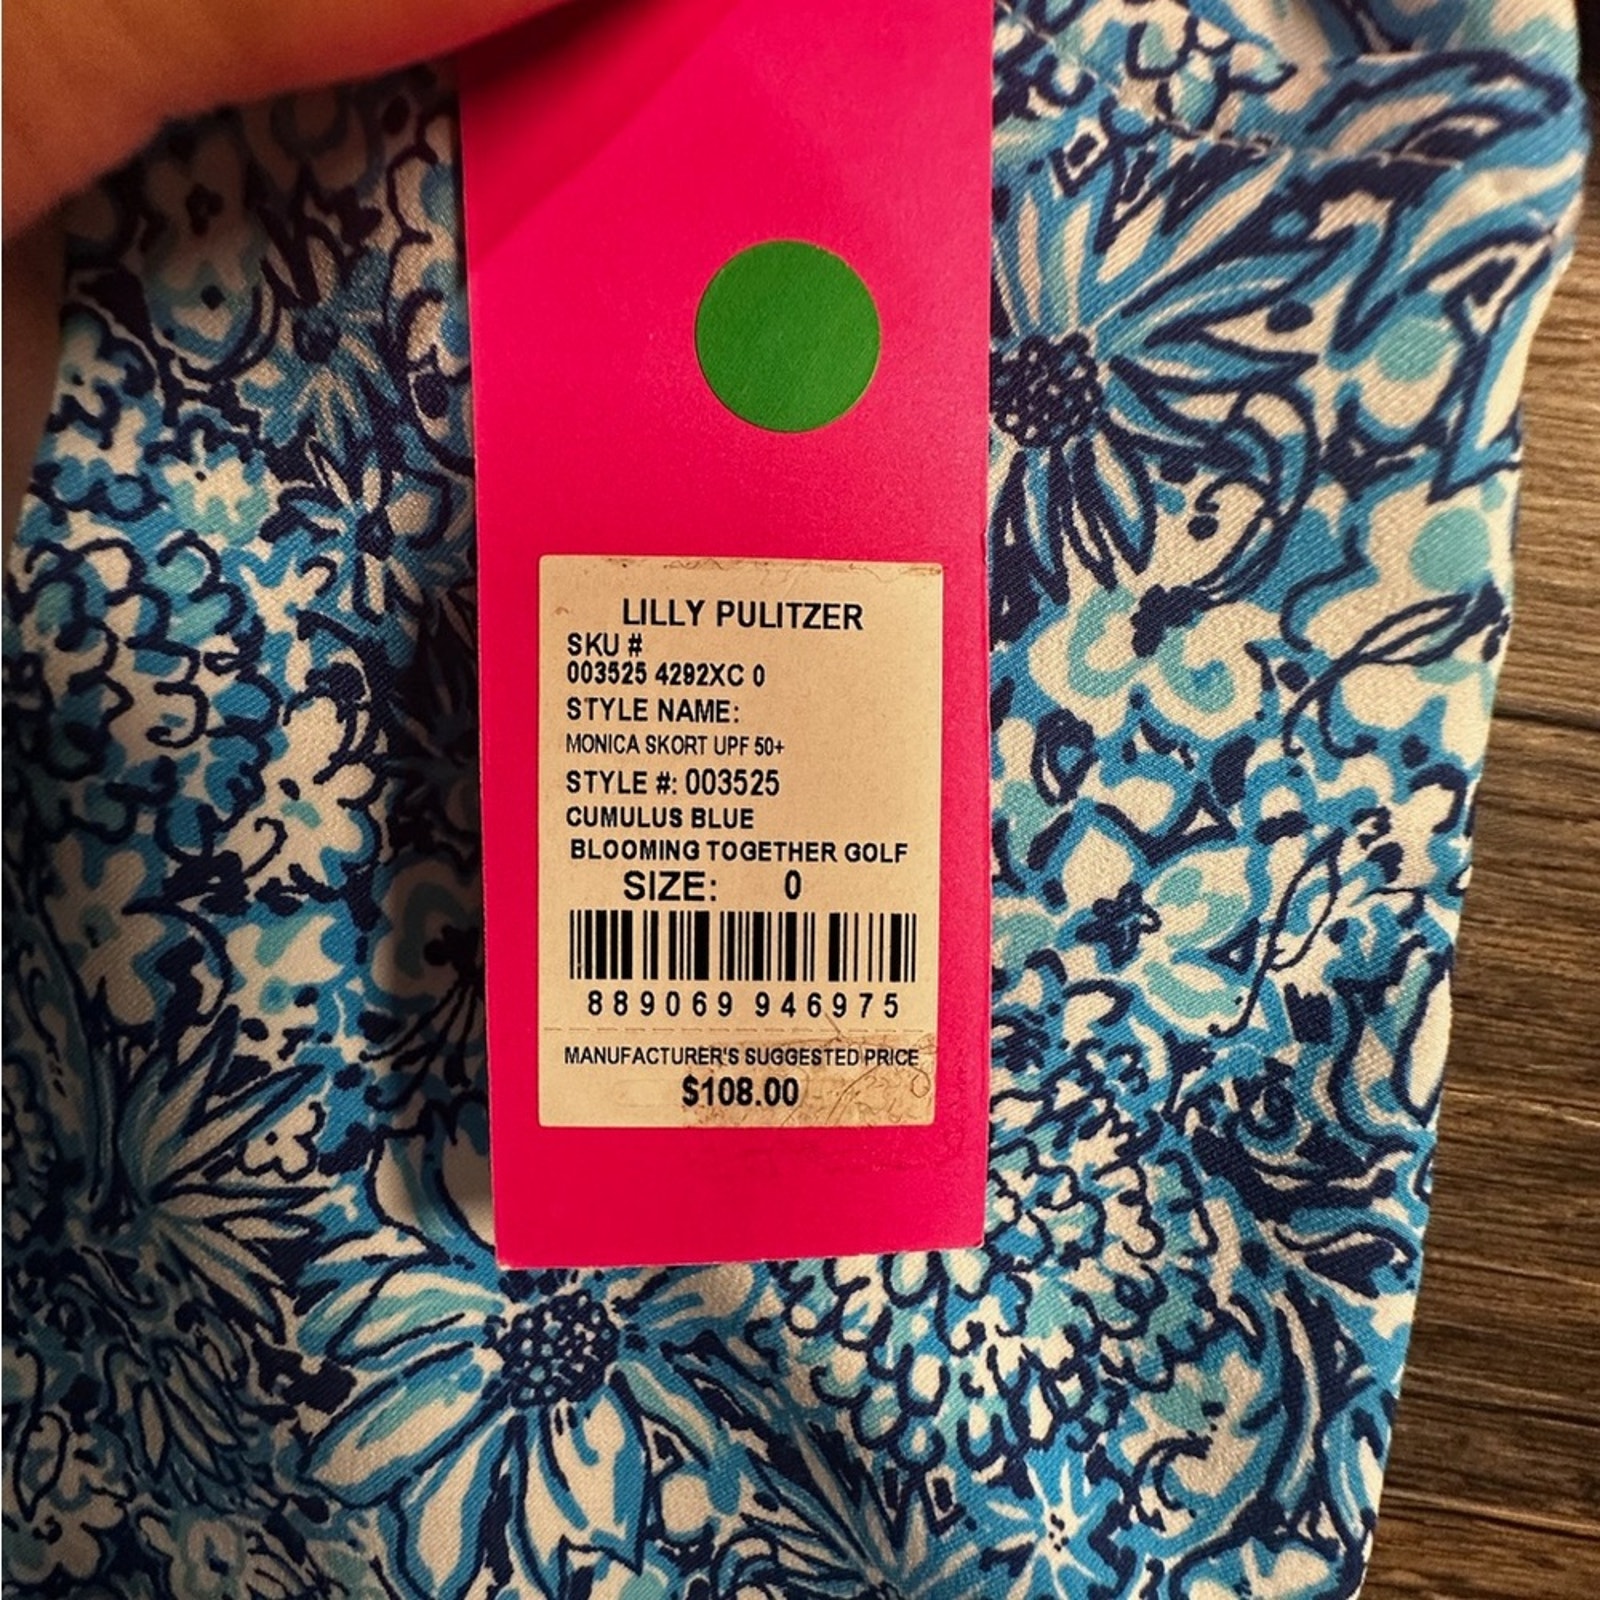 LILLY PULITZER
SKU #
003525 4292XC 0
STYLE NAME:
MONICA SKORT UPF 50+
STYLE #: 003525
CUMULUS BLUE
BLOOMING TOGETHER GOLF
SIZE: 0
889069 946975
MANUFACTURER'S SUGGESTED PRICE
$108.00